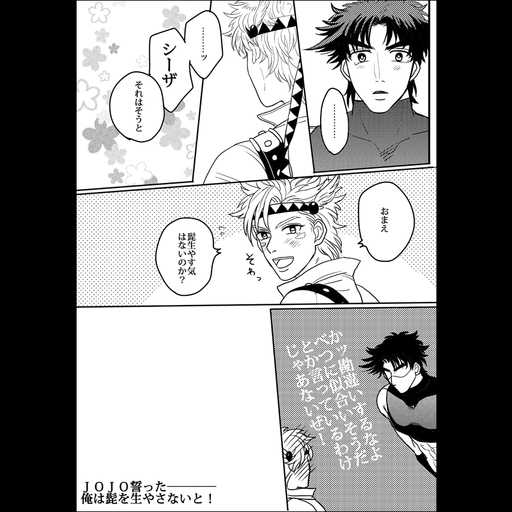 ………
………ッ
シーザ
それはそうと
おまえ
そわっ
髭生やす気
はないのか?
かッ勘違いするなよ
べつに似合いそうだ
とか言っているわけ
じゃあないぜー
JOJO誓った————
俺は髭を生やさないと!